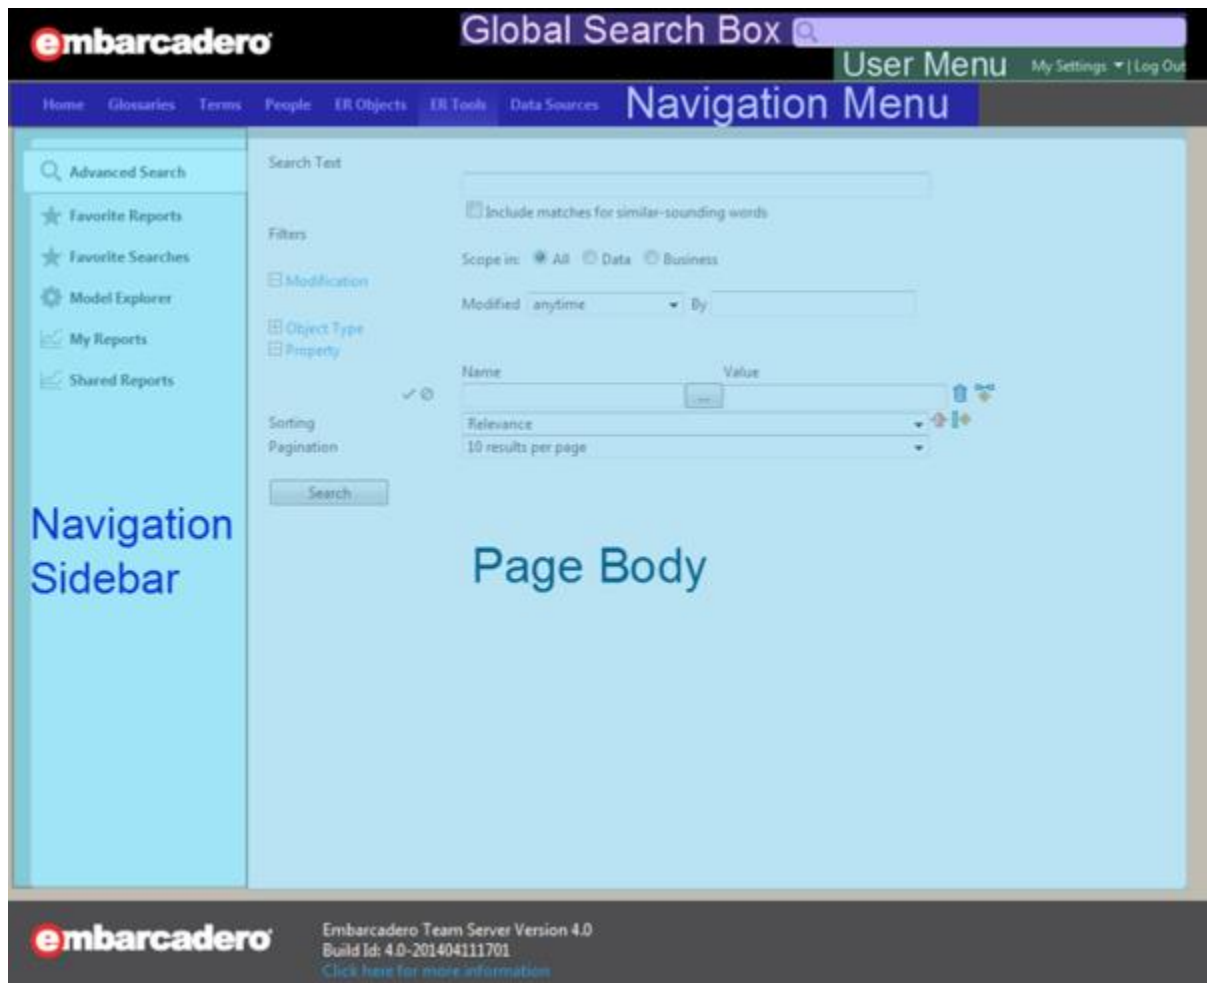 embarcadero
Global Search Box
User Menu My Settings | Log Out
Home Glossaries Terms People ER Objects ER Tools Data Sources Navigation Menu
Advanced Search
Favorite Reports
Favorite Searches
Model Explorer
My Reports
Shared Reports
Navigation
Sidebar
Search Text
Include matches for similar-sounding words
Filters
Scope in: All Data Business
Modification
Modified anytime By
Object Type
Property
Name Value
...
Sorting Relevance
Pagination 10 results per page
Search
Page Body
embarcadero
Embarcadero Team Server Version 4.0
Build Id: 4.0-201404111701
Click here for more information